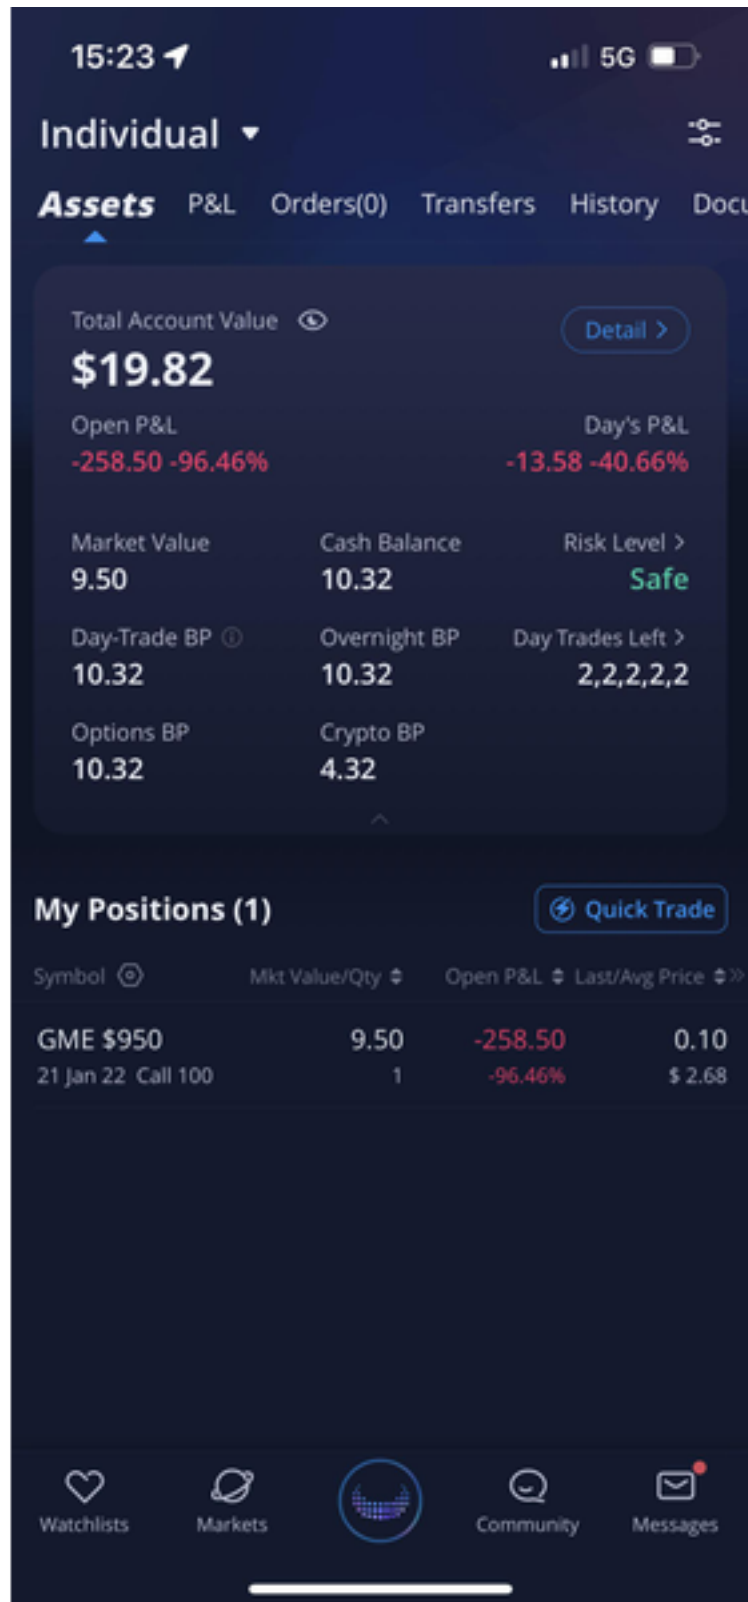 15:23 5G
Individual
Assets P&L Orders(0) Transfers History Docu
Total Account Value Detail >
$19.82
Open P&L Day's P&L
-258.50 -96.46% -13.58 -40.66%
Market Value Cash Balance Risk Level >
9.50 10.32 Safe
Day-Trade BP Overnight BP Day Trades Left >
10.32 10.32 2,2,2,2,2
Options BP Crypto BP
10.32 4.32
My Positions (1) Quick Trade
Symbol Mkt Value/Qty Open P&L Last/Avg Price
GME $950 9.50 -258.50 0.10
21 Jan 22 Call 100 1 -96.46% $ 2.68
Watchlists Markets Community Messages